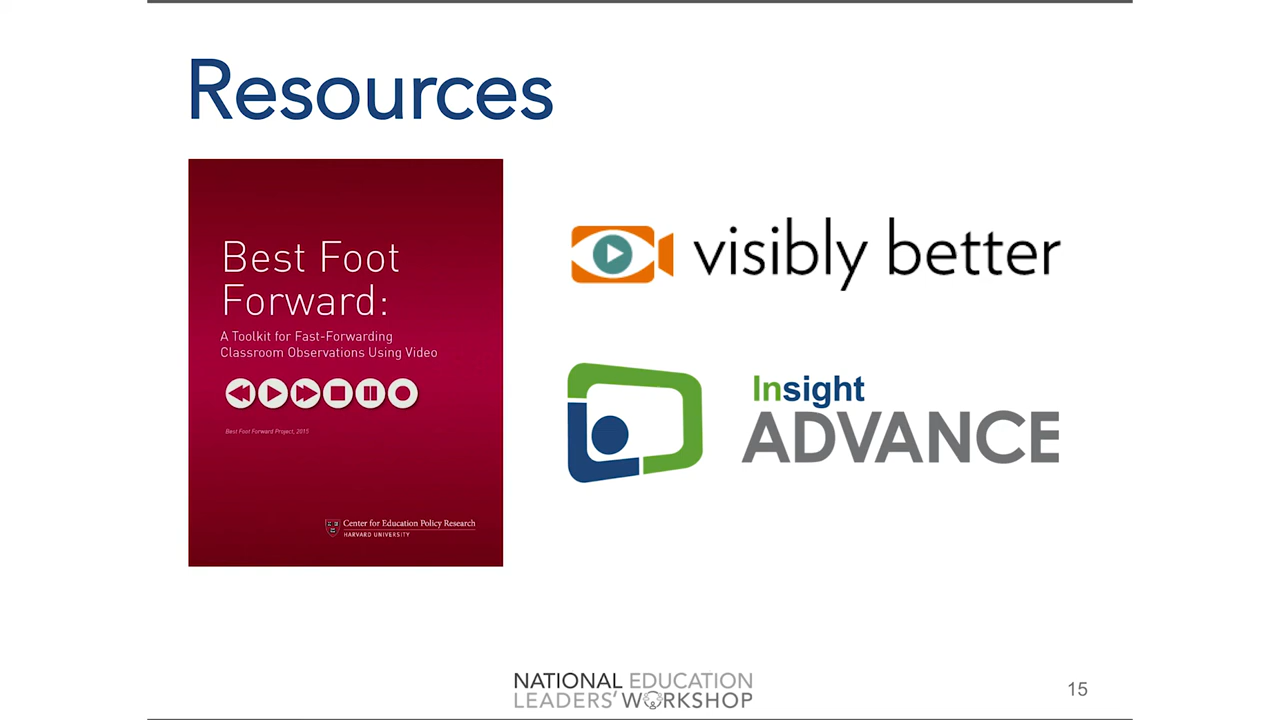 Resources
Best Foot
Forward:
A Toolkit for Fast-Forwarding
Classroom Observations Using Video
Best Foot Forward Project, 2015
Center for Education Policy Research
HARVARD UNIVERSITY
visibly better
Insight
ADVANCE
NATIONAL EDUCATION
LEADERS' WORKSHOP
15